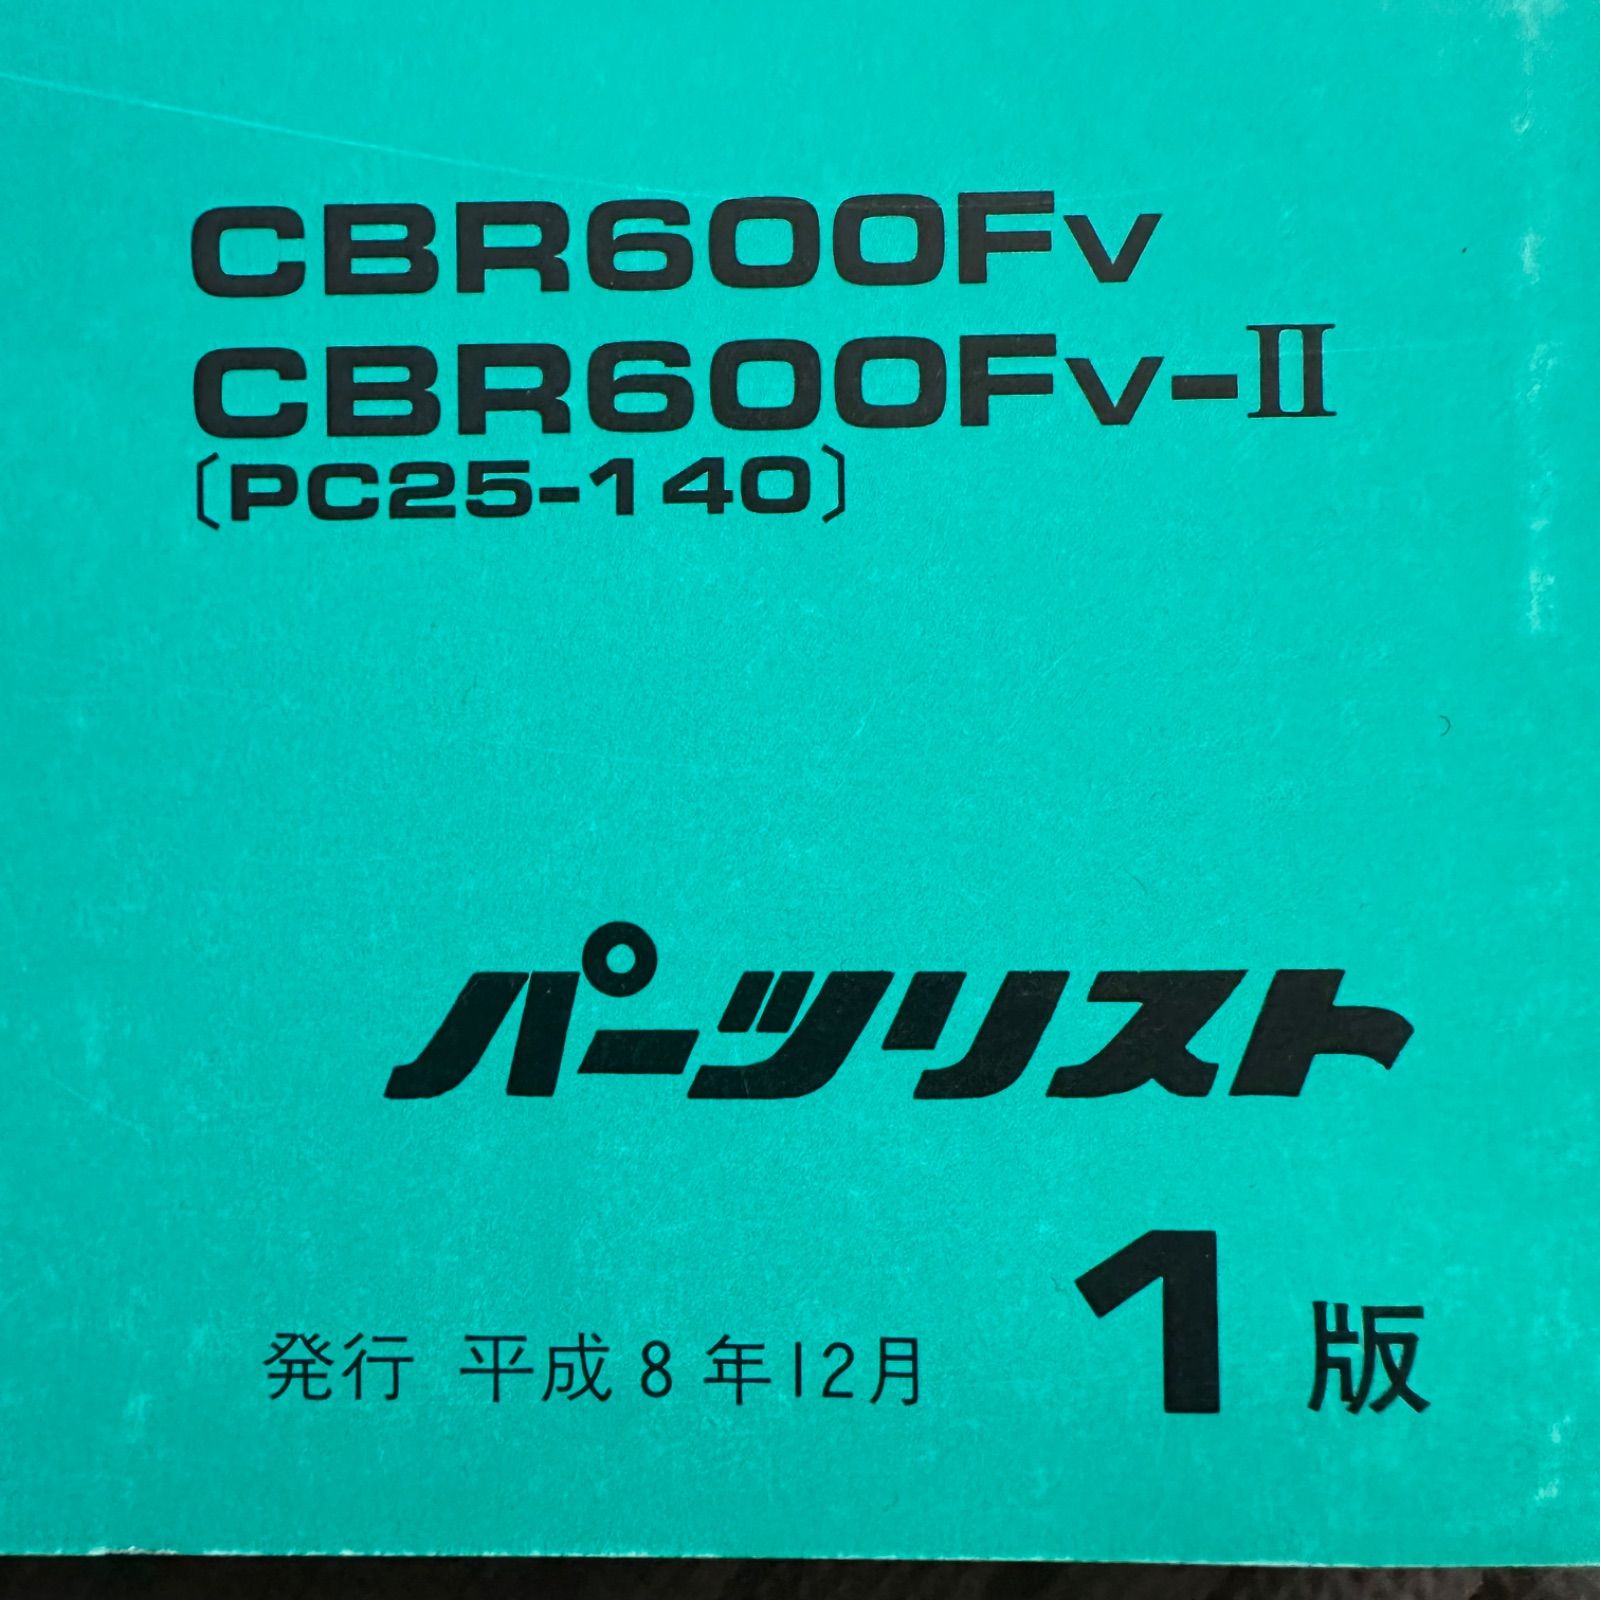 CBR600FV
CBR600FV-II
〔PC25-140〕
パーツリスト
発行 平成8年12月 1版